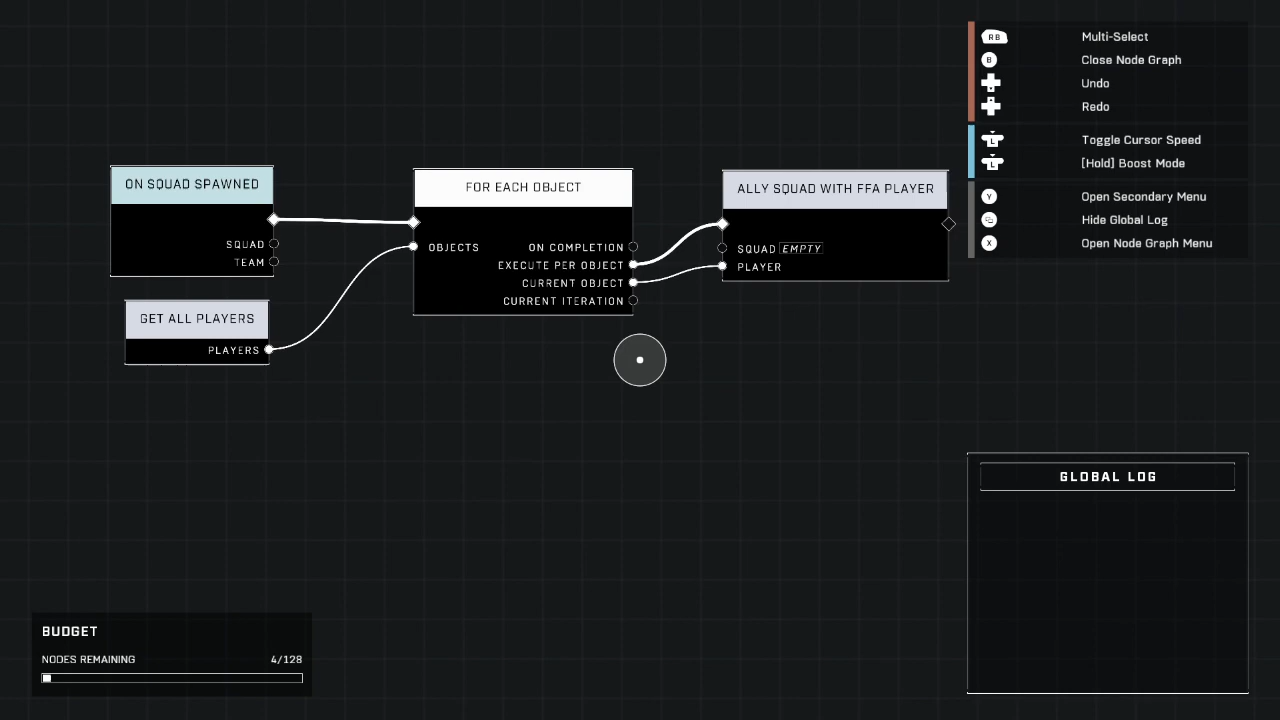 RB Multi-Select
B Close Node Graph
Undo
Redo
L Toggle Cursor Speed
L [Hold] Boost Mode
Y Open Secondary Menu
Hide Global Log
X Open Node Graph Menu
ON SQUAD SPAWNED
SQUAD
TEAM
GET ALL PLAYERS
PLAYERS
FOR EACH OBJECT
OBJECTS ON COMPLETION
EXECUTE PER OBJECT
CURRENT OBJECT
CURRENT ITERATION
ALLY SQUAD WITH FFA PLAYER
SQUAD EMPTY
PLAYER
GLOBAL LOG
BUDGET
NODES REMAINING 4/128